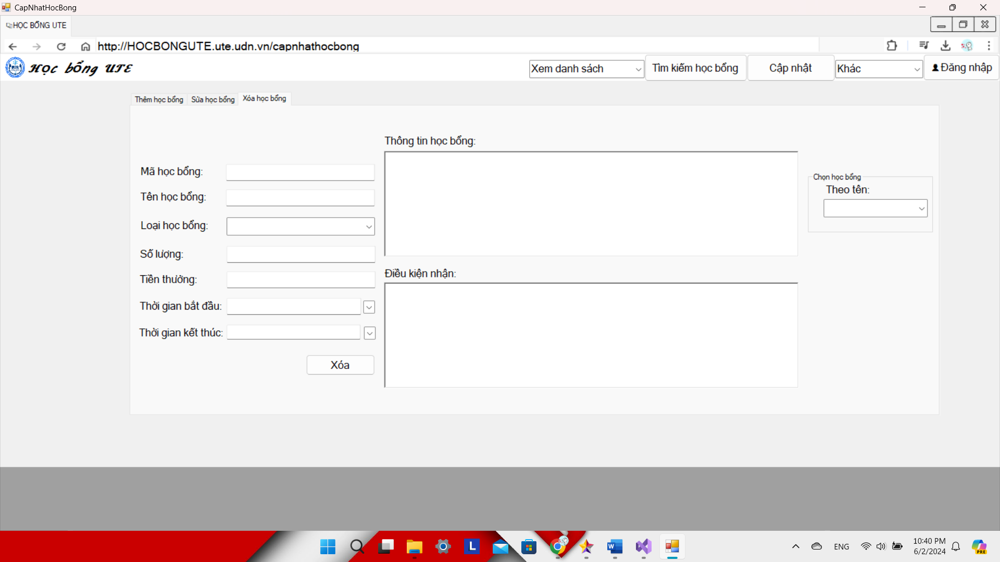 CapNhatHocBong
HỌC BỔNG UTE
http://HOCBONGUTE.ute.udn.vn/capnhathocbong
Học bổng UTE
Xem danh sách
Tìm kiếm học bổng
Cập nhật
Khác
Đăng nhập
Thêm học bổng
Sửa học bổng
Xóa học bổng
Thông tin học bổng:
Mã học bổng:
Tên học bổng:
Loại học bổng:
Số lượng:
Tiền thưởng:
Thời gian bắt đầu:
Thời gian kết thúc:
Xóa
Điều kiện nhận:
Chọn học bổng
Theo tên:
L
W
ENG
10:40 PM
6/2/2024
PRE